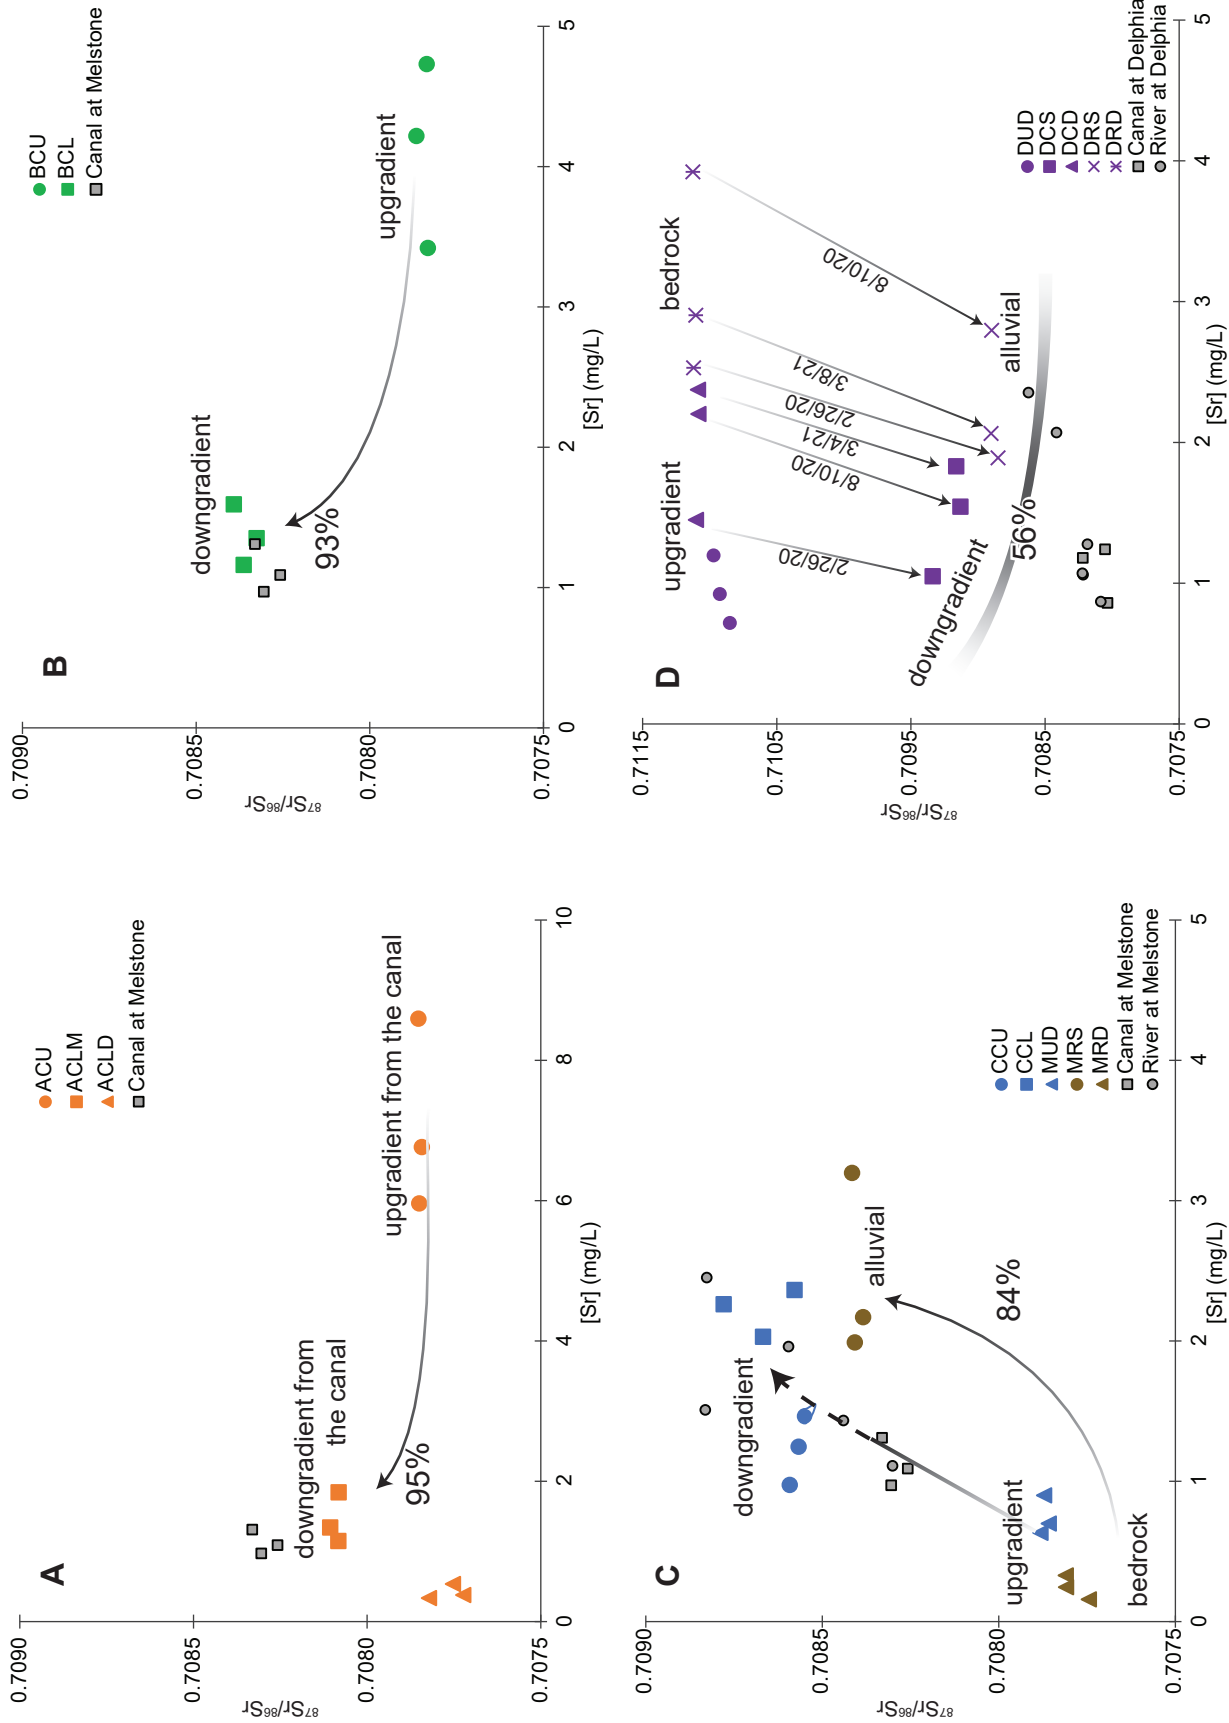 A
ACU
ACLM
ACLD
Canal at Melstone
0.7090
0.7085
0.7080
0.7075
⁸⁷Sr/⁸⁶Sr
downgradient from
the canal
upgradient from the canal
95%
0
2
4
6
8
10
[Sr] (mg/L)
B
BCU
BCL
Canal at Melstone
0.7090
0.7085
0.7080
0.7075
⁸⁷Sr/⁸⁶Sr
downgradient
upgradient
93%
0
1
2
3
4
5
[Sr] (mg/L)
C
0.7090
0.7085
0.7080
0.7075
⁸⁷Sr/⁸⁶Sr
downgradient
alluvial
84%
upgradient
bedrock
CCU
CCL
MUD
MRS
MRD
Canal at Melstone
River at Melstone
0
1
2
3
4
5
[Sr] (mg/L)
D
0.7115
0.7105
0.7095
0.7085
0.7075
⁸⁷Sr/⁸⁶Sr
upgradient
bedrock
2/26/20
8/10/20
3/4/21
2/26/20
3/8/21
8/10/20
downgradient
56%
alluvial
DUD
DCS
DCD
DRS
DRD
Canal at Delphia
River at Delphia
0
1
2
3
4
5
[Sr] (mg/L)